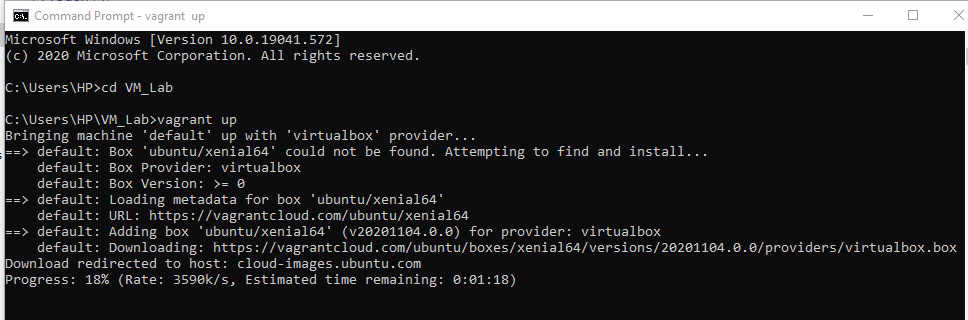 Command Prompt - vagrant  up
Microsoft Windows [Version 10.0.19041.572]
(c) 2020 Microsoft Corporation. All rights reserved.
C:\Users\HP>cd VM_Lab
C:\Users\HP\VM_Lab>vagrant up
Bringing machine 'default' up with 'virtualbox' provider...
==> default: Box 'ubuntu/xenial64' could not be found. Attempting to find and install...
    default: Box Provider: virtualbox
    default: Box Version: >= 0
==> default: Loading metadata for box 'ubuntu/xenial64'
    default: URL: https://vagrantcloud.com/ubuntu/xenial64
==> default: Adding box 'ubuntu/xenial64' (v20201104.0.0) for provider: virtualbox
    default: Downloading: https://vagrantcloud.com/ubuntu/boxes/xenial64/versions/20201104.0.0/providers/virtualbox.box
Download redirected to host: cloud-images.ubuntu.com
Progress: 18% (Rate: 3590k/s, Estimated time remaining: 0:01:18)